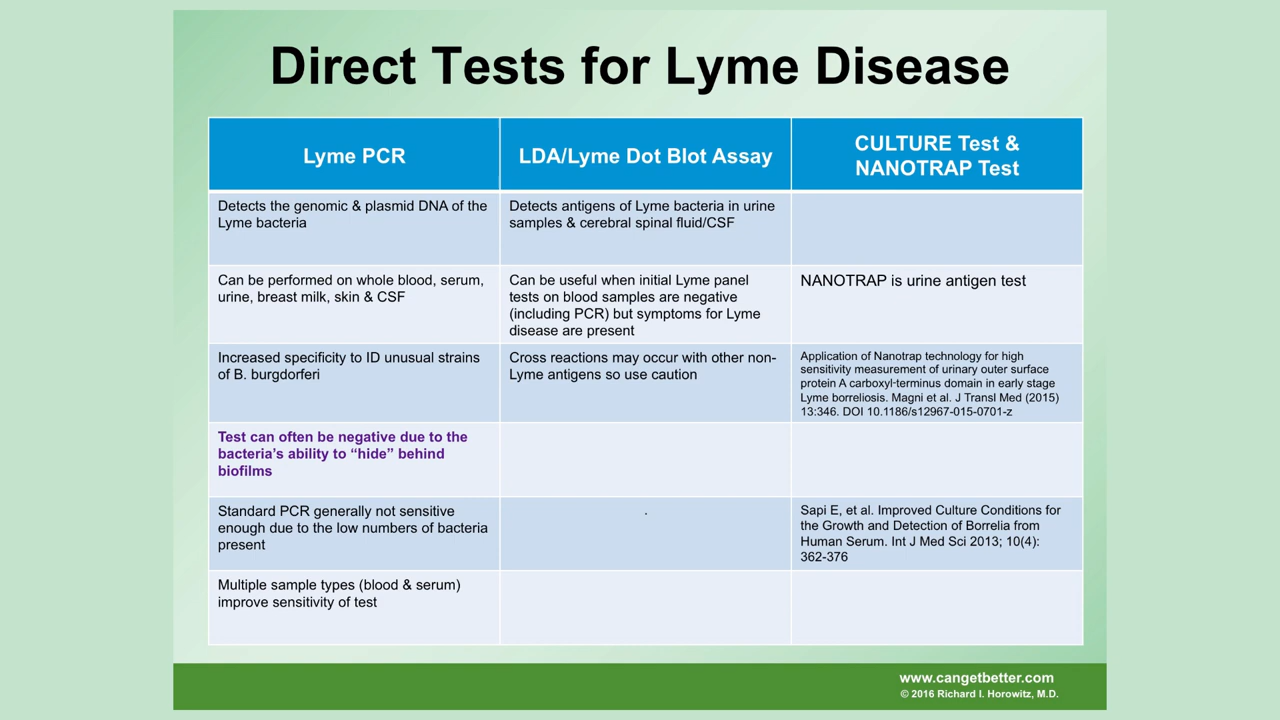 Direct Tests for Lyme Disease
Lyme PCR
LDA/Lyme Dot Blot Assay
CULTURE Test &
NANOTRAP Test
Detects the genomic & plasmid DNA of the
Lyme bacteria
Detects antigens of Lyme bacteria in urine
samples & cerebral spinal fluid/CSF
Can be performed on whole blood, serum,
urine, breast milk, skin & CSF
Can be useful when initial Lyme panel
tests on blood samples are negative
(including PCR) but symptoms for Lyme
disease are present
NANOTRAP is urine antigen test
Increased specificity to ID unusual strains
of B. burgdorferi
Cross reactions may occur with other non-
Lyme antigens so use caution
Application of Nanotrap technology for high
sensitivity measurement of urinary outer surface
protein A carboxyl-terminus domain in early stage
Lyme borreliosis. Magni et al. J Transl Med (2015)
13:346. DOI 10.1186/s12967-015-0701-z
Test can often be negative due to the
bacteria’s ability to “hide” behind
biofilms
Standard PCR generally not sensitive
enough due to the low numbers of bacteria
present
.
Sapi E, et al. Improved Culture Conditions for
the Growth and Detection of Borrelia from
Human Serum. Int J Med Sci 2013; 10(4):
362-376
Multiple sample types (blood & serum)
improve sensitivity of test
www.cangetbetter.com
© 2016 Richard I. Horowitz, M.D.